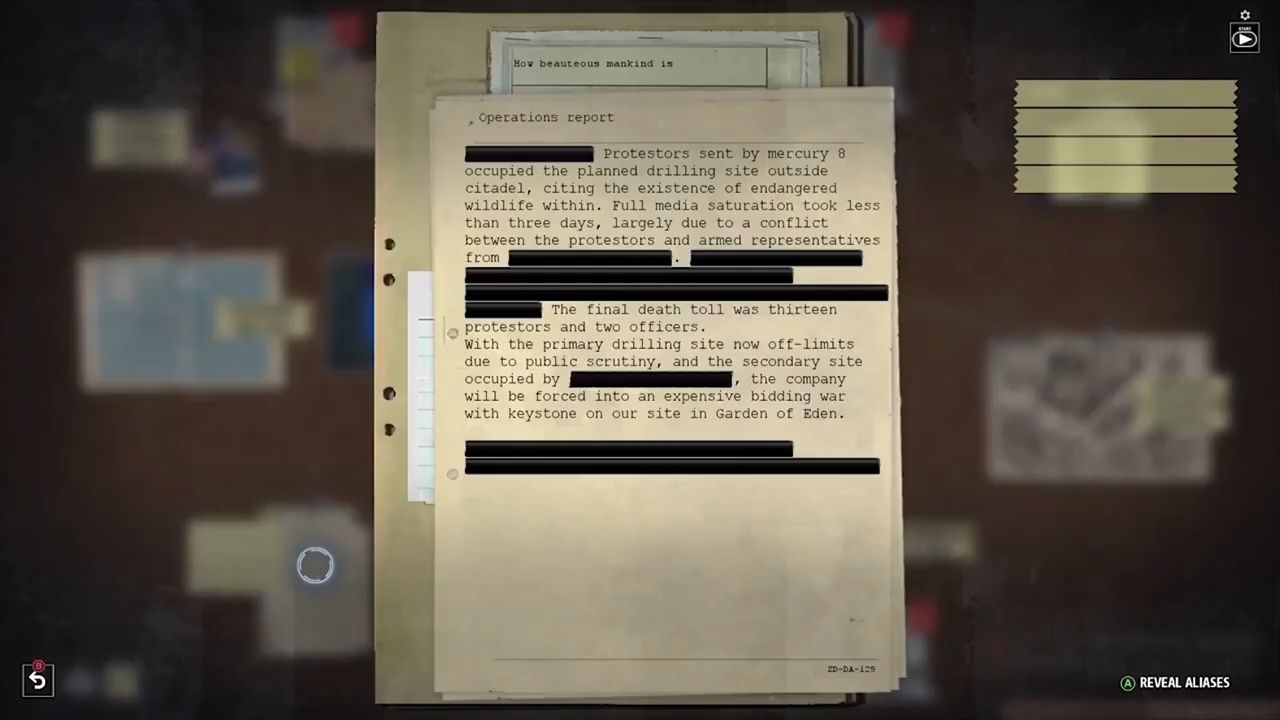 START
How beauteous mankind is
Operations report
Protestors sent by mercury 8
occupied the planned drilling site outside
citadel, citing the existence of endangered
wildlife within. Full media saturation took less
than three days, largely due to a conflict
between the protestors and armed representatives
from .
The final death toll was thirteen
protestors and two officers.
With the primary drilling site now off-limits
due to public scrutiny, and the secondary site
occupied by , the company
will be forced into an expensive bidding war
with keystone on our site in Garden of Eden.
ZD-DA-129
B
A REVEAL ALIASES